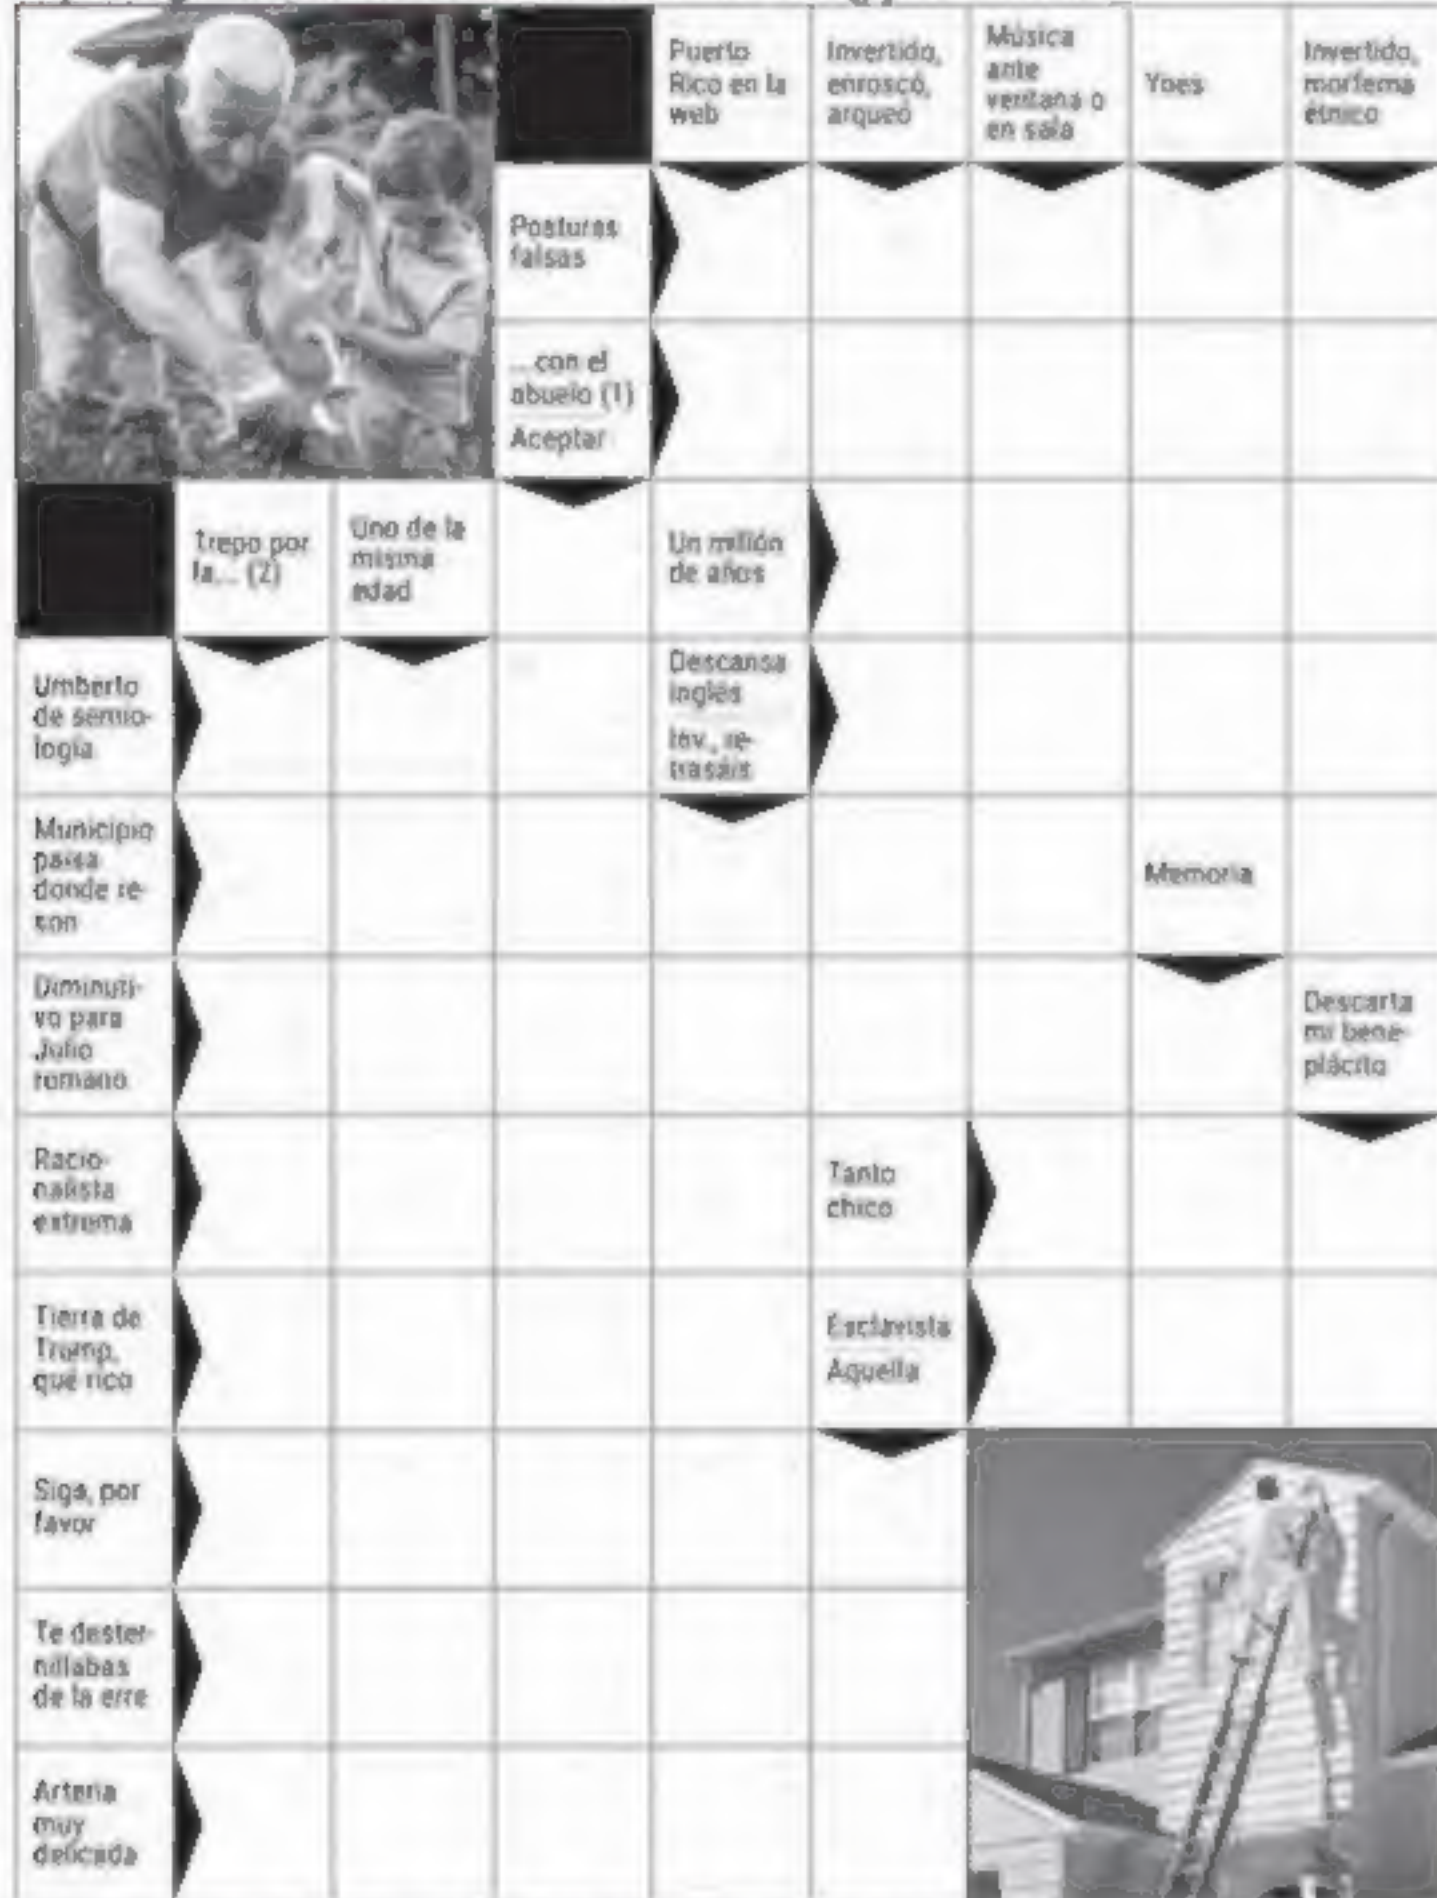 Puerto
Rico en la
web
Invertido,
enroscó,
arqueó
Música
ante
ventana o
en sala
Yoes
Invertido,
morfema
étnico
Posturas
falsas
...con el
abuelo (1)
Aceptar
Trepo por
la... (2)
Uno de la
misma
edad
Un millón
de años
Umberto
de semio-
logía
Descansa
inglés
Inv., re-
trasáis
Municipio
paisa
donde re-
son
Memoria
Diminuti-
vo para
Julio
romano
Descarta
mi bene-
plácito
Racio-
nalista
extrema
Tanto
chico
Tierra de
Trump,
qué rico
Esclavista
Aquella
Siga, por
favor
Te dester-
nillabas
de la erre
Arteria
muy
delicada